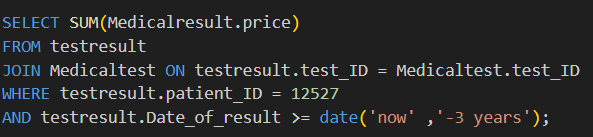 SELECT SUM(Medicalresult.price)
FROM testresult
JOIN Medicaltest ON testresult.test_ID = Medicaltest.test_ID
WHERE testresult.patient_ID = 12527
AND testresult.Date_of_result >= date('now' ,'-3 years');